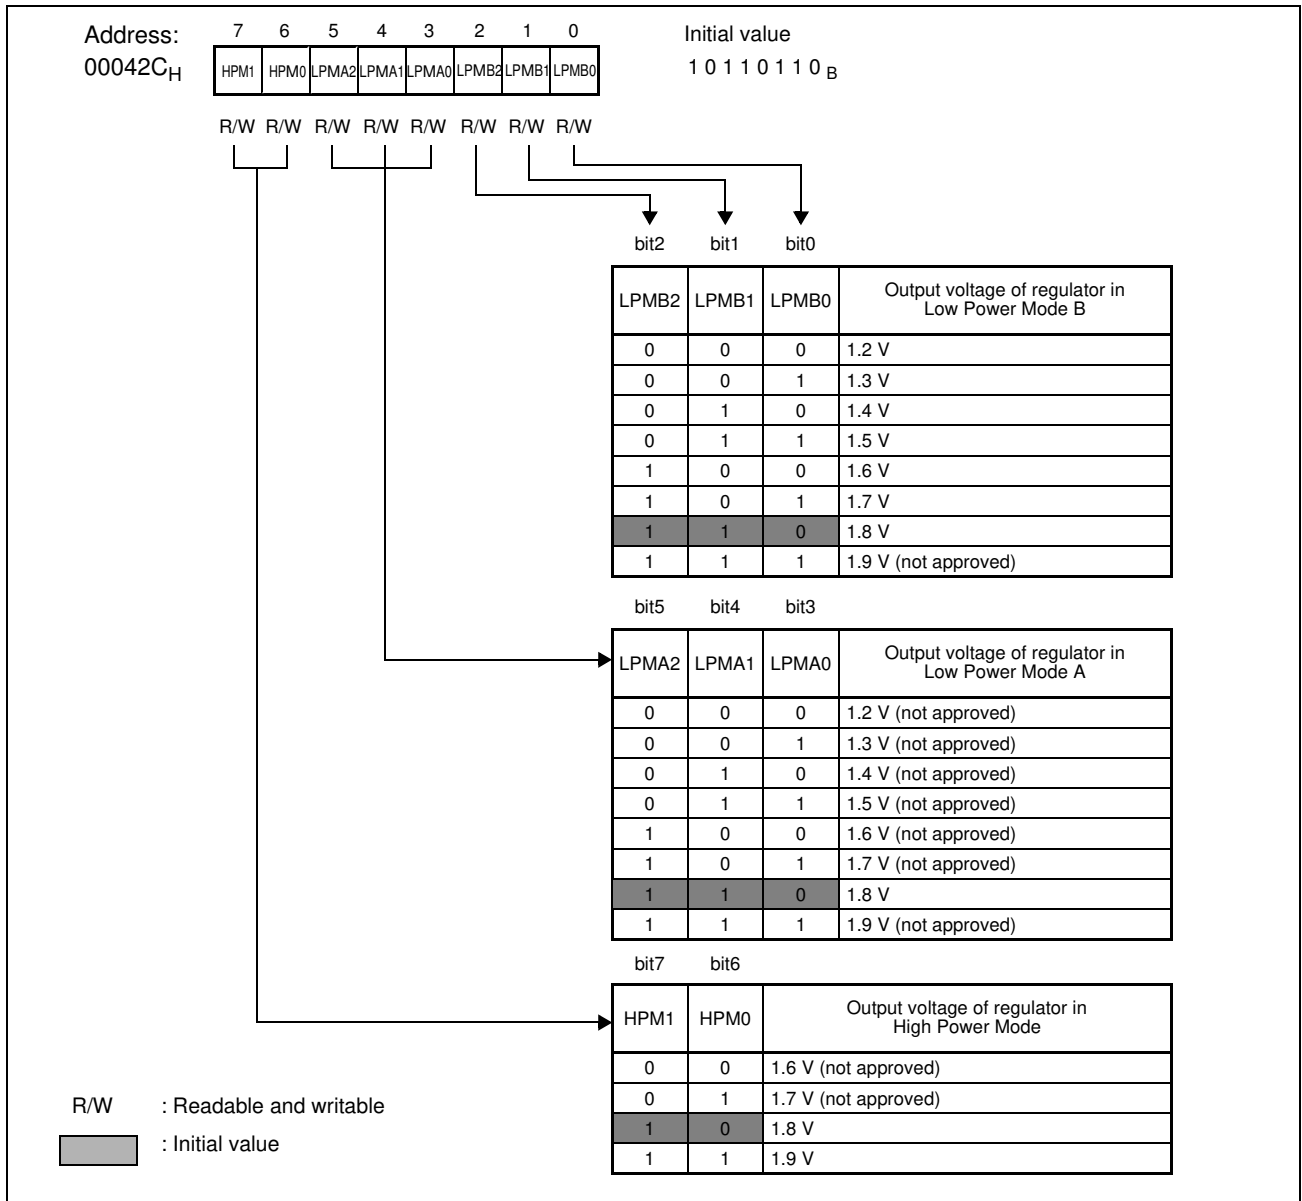 Address: 7 6 5 4 3 2 1 0 Initial value
00042CH HPM1 HPM0 LPMA2 LPMA1 LPMA0 LPMB2 LPMB1 LPMB0 1 0 1 1 0 1 1 0 B
R/W R/W R/W R/W R/W R/W R/W R/W
bit2 bit1 bit0
LPMB2 LPMB1 LPMB0 Output voltage of regulator in
Low Power Mode B
0 0 0 1.2 V
0 0 1 1.3 V
0 1 0 1.4 V
0 1 1 1.5 V
1 0 0 1.6 V
1 0 1 1.7 V
1 1 0 1.8 V
1 1 1 1.9 V (not approved)
bit5 bit4 bit3
LPMA2 LPMA1 LPMA0 Output voltage of regulator in
Low Power Mode A
0 0 0 1.2 V (not approved)
0 0 1 1.3 V (not approved)
0 1 0 1.4 V (not approved)
0 1 1 1.5 V (not approved)
1 0 0 1.6 V (not approved)
1 0 1 1.7 V (not approved)
1 1 0 1.8 V
1 1 1 1.9 V (not approved)
bit7 bit6
HPM1 HPM0 Output voltage of regulator in
High Power Mode
0 0 1.6 V (not approved)
0 1 1.7 V (not approved)
1 0 1.8 V
1 1 1.9 V
R/W : Readable and writable
: Initial value